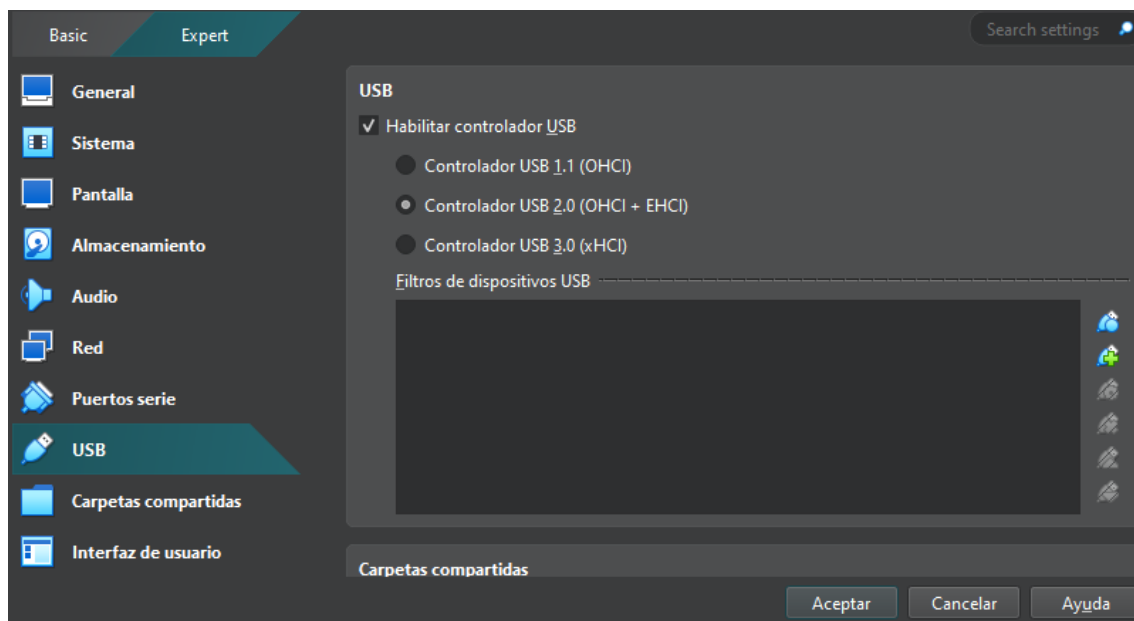 Basic Expert Search settings
General
Sistema
Pantalla
Almacenamiento
Audio
Red
Puertos serie
USB
Carpetas compartidas
Interfaz de usuario
USB
Habilitar controlador USB
Controlador USB 1.1 (OHCI)
Controlador USB 2.0 (OHCI + EHCI)
Controlador USB 3.0 (xHCI)
Filtros de dispositivos USB
Carpetas compartidas
Aceptar Cancelar Ayuda